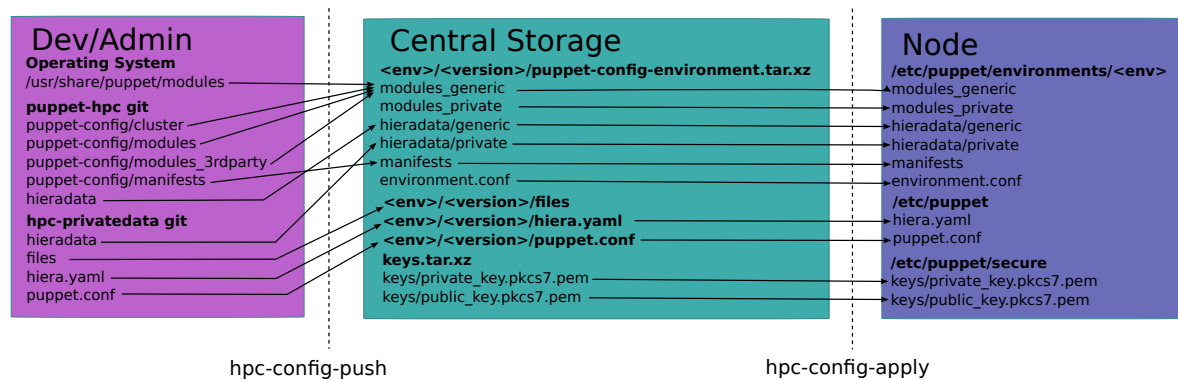 Dev/Admin
Operating System
/usr/share/puppet/modules
puppet-hpc git
puppet-config/cluster
puppet-config/modules
puppet-config/modules_3rdparty
puppet-config/manifests
hieradata
hpc-privatedata git
hieradata
files
hiera.yaml
puppet.conf
Central Storage
<env>/<version>/puppet-config-environment.tar.xz
modules_generic
modules_private
hieradata/generic
hieradata/private
manifests
environment.conf
<env>/<version>/files
<env>/<version>/hiera.yaml
<env>/<version>/puppet.conf
keys.tar.xz
keys/private_key.pkcs7.pem
keys/public_key.pkcs7.pem
Node
/etc/puppet/environments/<env>
modules_generic
modules_private
hieradata/generic
hieradata/private
manifests
environment.conf
/etc/puppet
hiera.yaml
puppet.conf
/etc/puppet/secure
keys/private_key.pkcs7.pem
keys/public_key.pkcs7.pem
hpc-config-push
hpc-config-apply